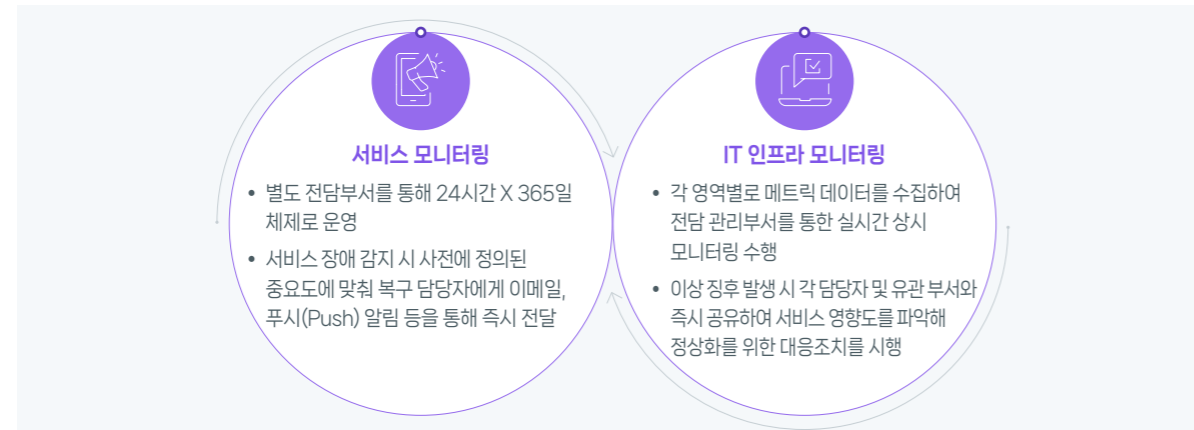 서비스 모니터링
• 별도 전담부서를 통해 24시간 X 365일
체제로 운영
• 서비스 장애 감지 시 사전에 정의된
중요도에 맞춰 복구 담당자에게 이메일,
푸시(Push) 알림 등을 통해 즉시 전달
IT 인프라 모니터링
• 각 영역별로 메트릭 데이터를 수집하여
전담 관리부서를 통한 실시간 상시
모니터링 수행
• 이상 징후 발생 시 각 담당자 및 유관 부서와
즉시 공유하여 서비스 영향도를 파악해
정상화를 위한 대응조치를 시행